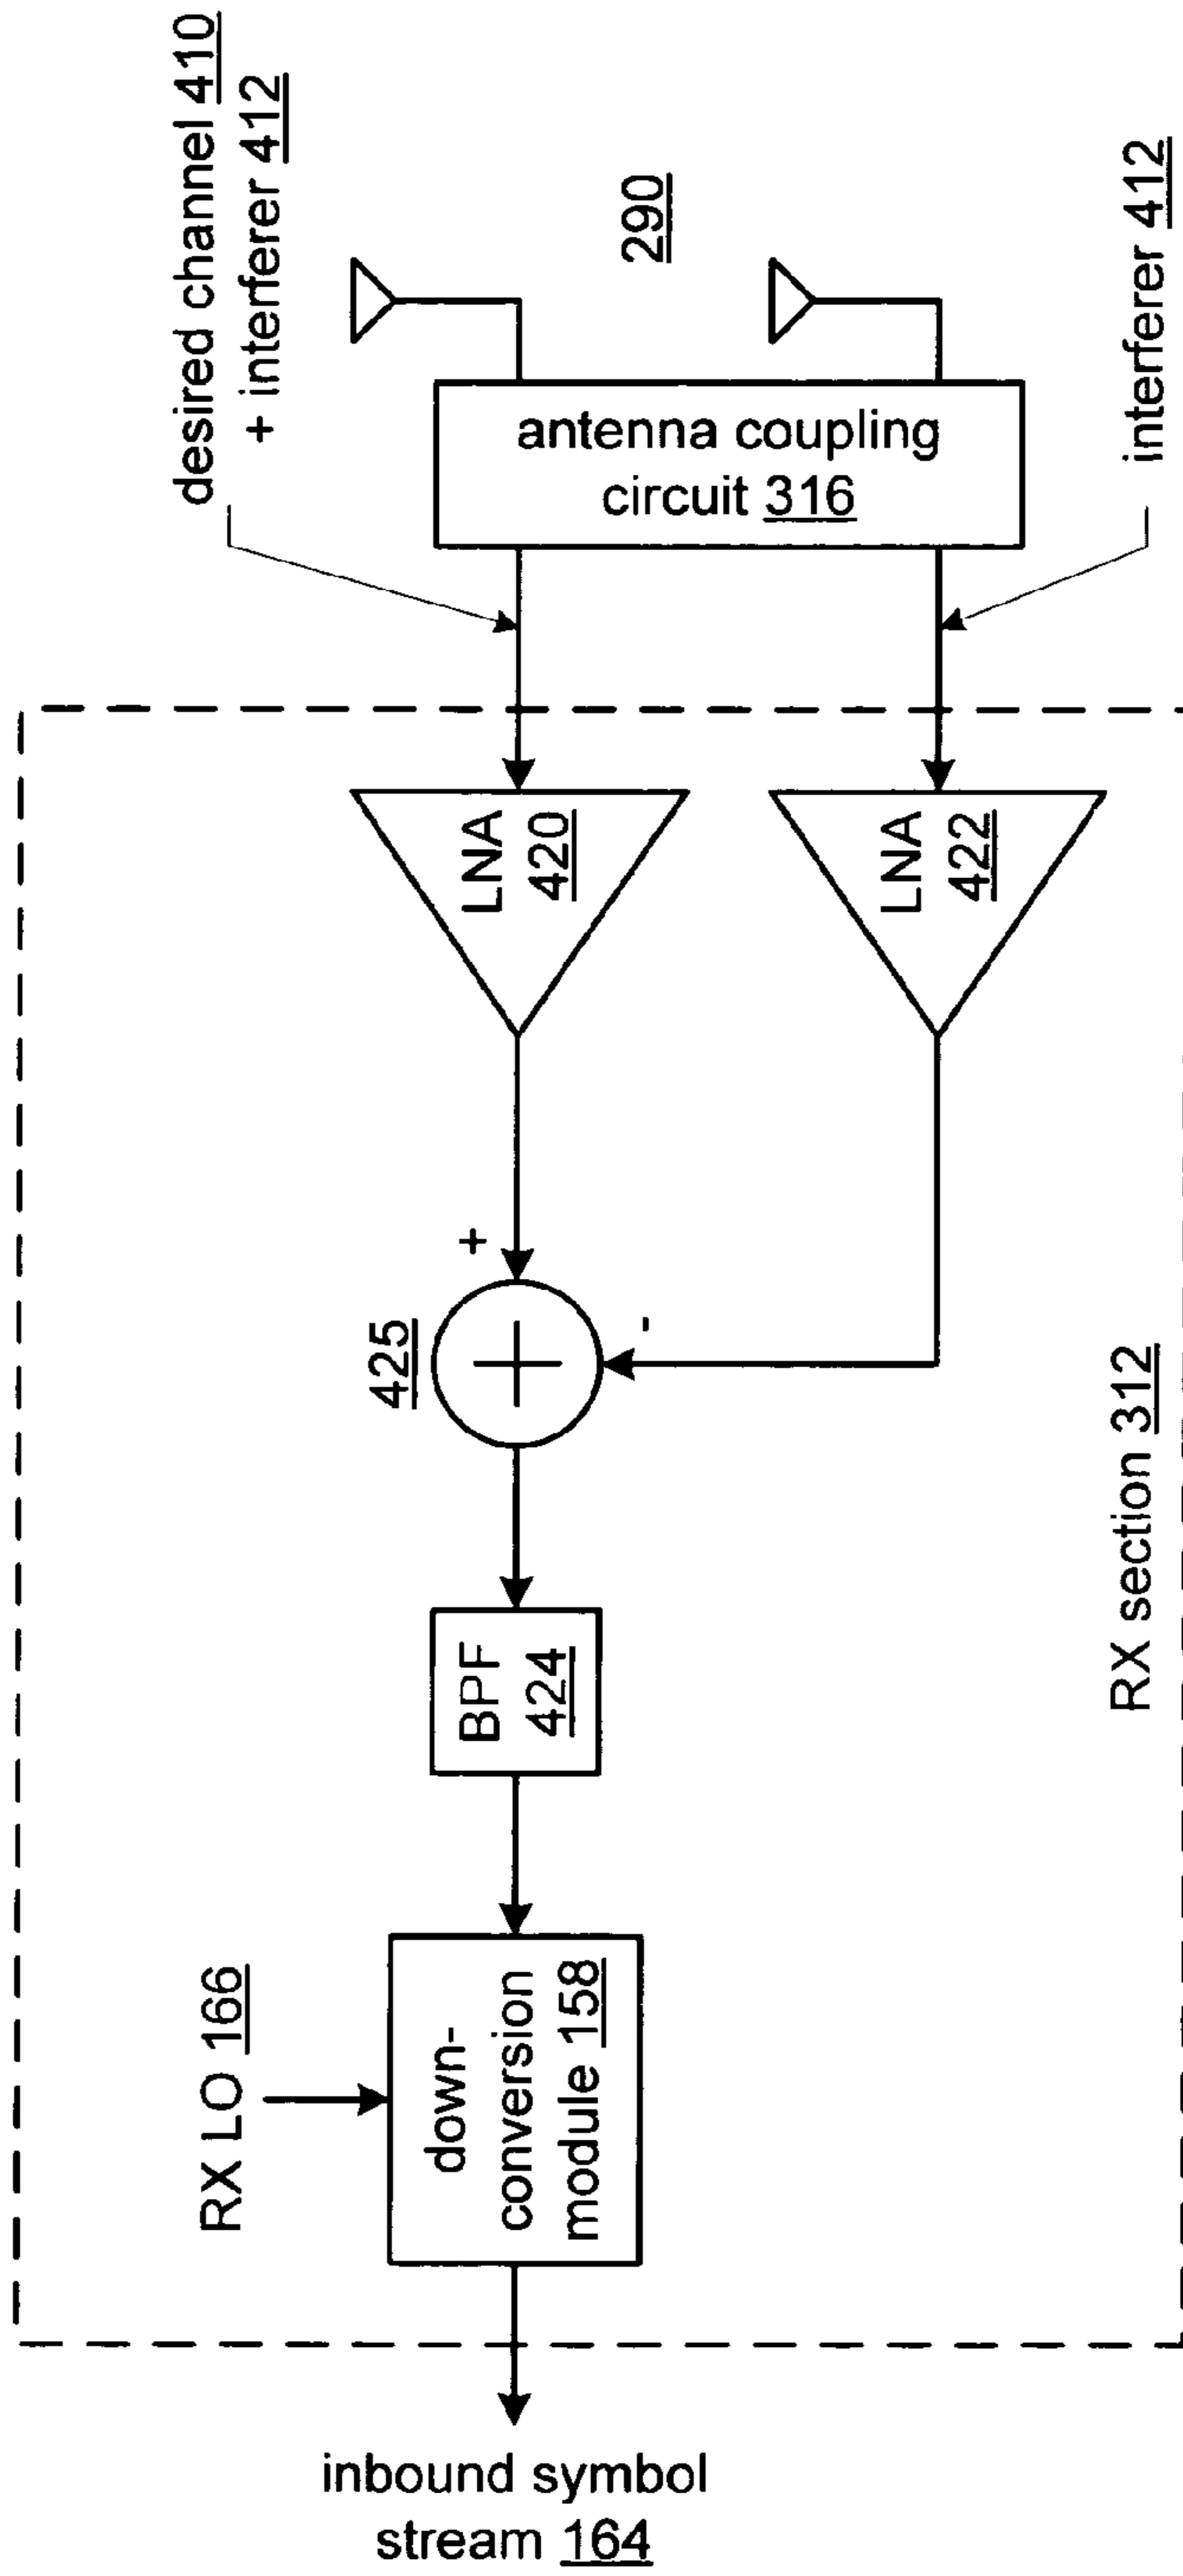 desired channel 410
+ interferer 412
290
antenna coupling
circuit 316
interferer 412
LNA
420
LNA
422
+
-
425
BPF
424
RX section 312
RX LO 166
down-
conversion
module 158
inbound symbol
stream 164